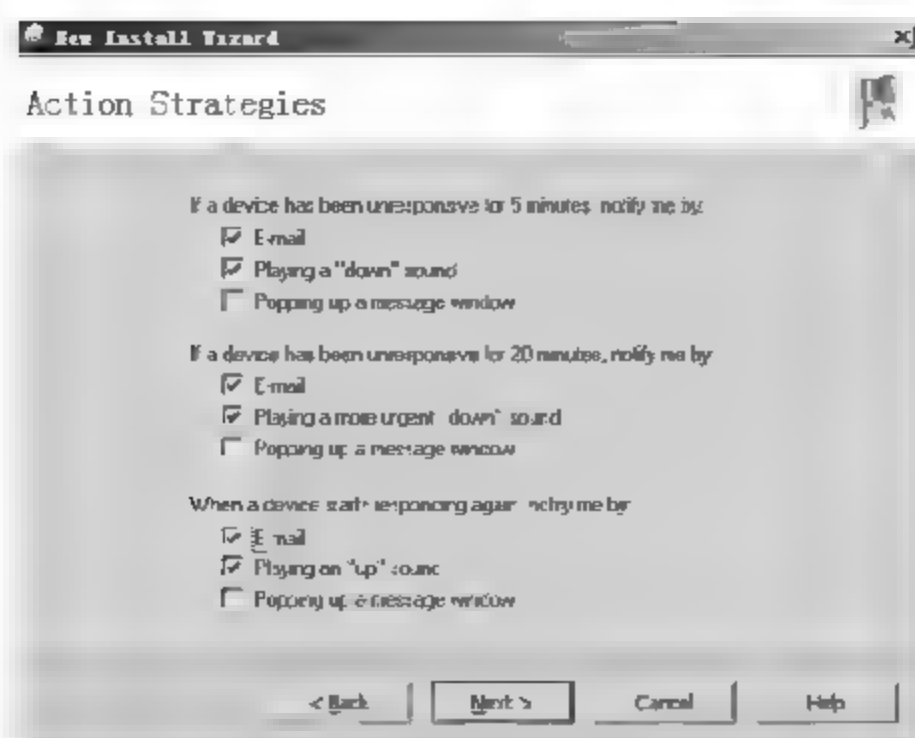 New Install Wizard
Action Strategies
If a device has been unresponsive for 5 minutes, notify me by:
E-mail
Playing a "down" sound
Popping up a message window
If a device has been unresponsive for 20 minutes, notify me by:
E-mail
Playing a more urgent "down" sound
Popping up a message window
When a device starts responding again, notify me by:
E-mail
Playing an "up" sound
Popping up a message window
< Back
Next >
Cancel
Help